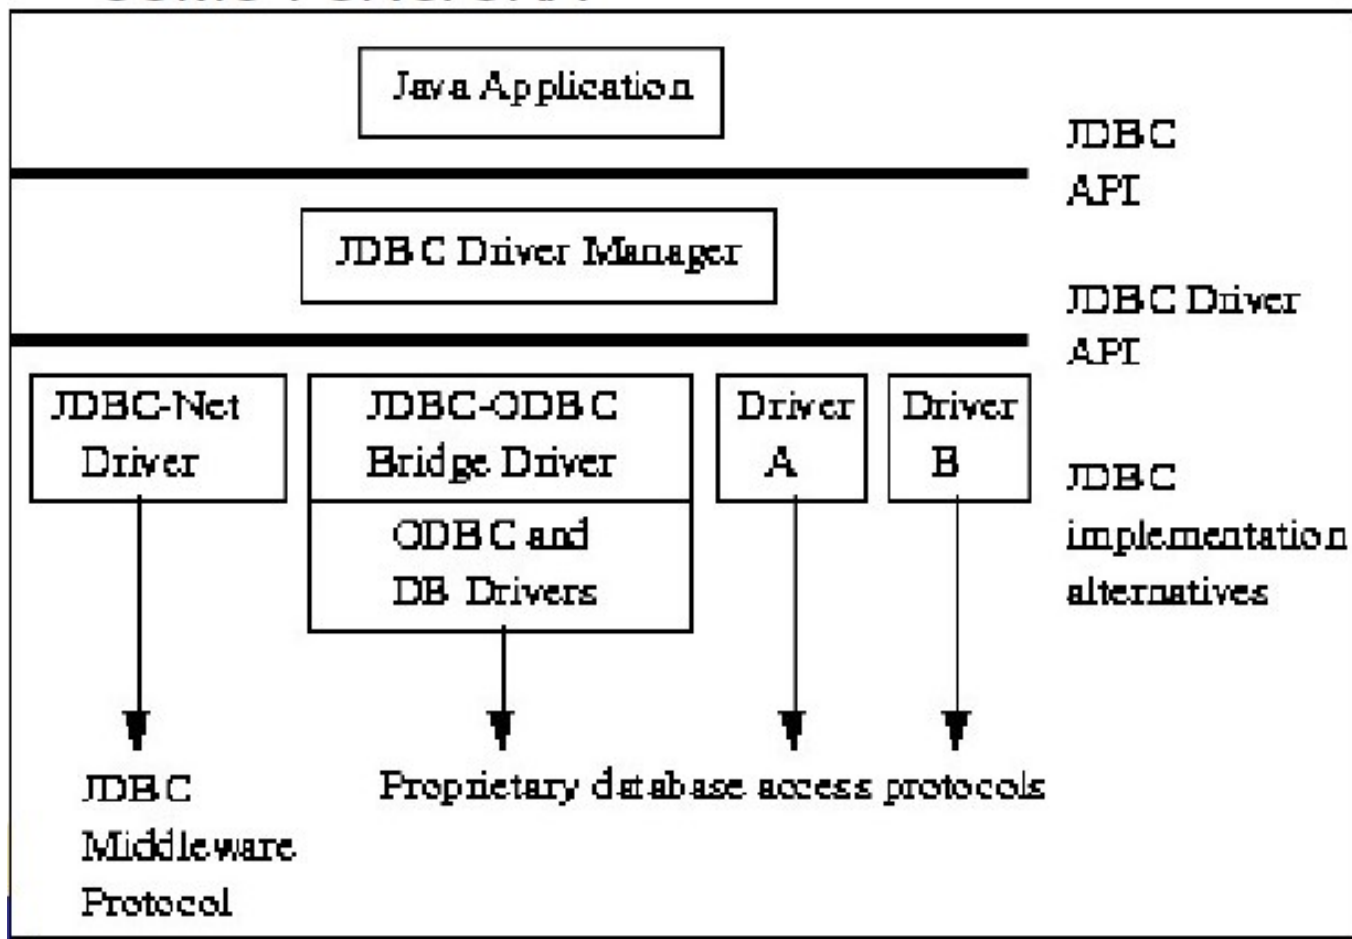 Java Application
JDBC
API
JDBC Driver Manager
JDBC Driver
API
JDBC-Net
Driver
JDBC-ODBC
Bridge Driver
ODBC and
DB Drivers
Driver
A
Driver
B
JDBC
implementation
alternatives
JDBC
Middleware
Protocol
Proprietary database access protocols